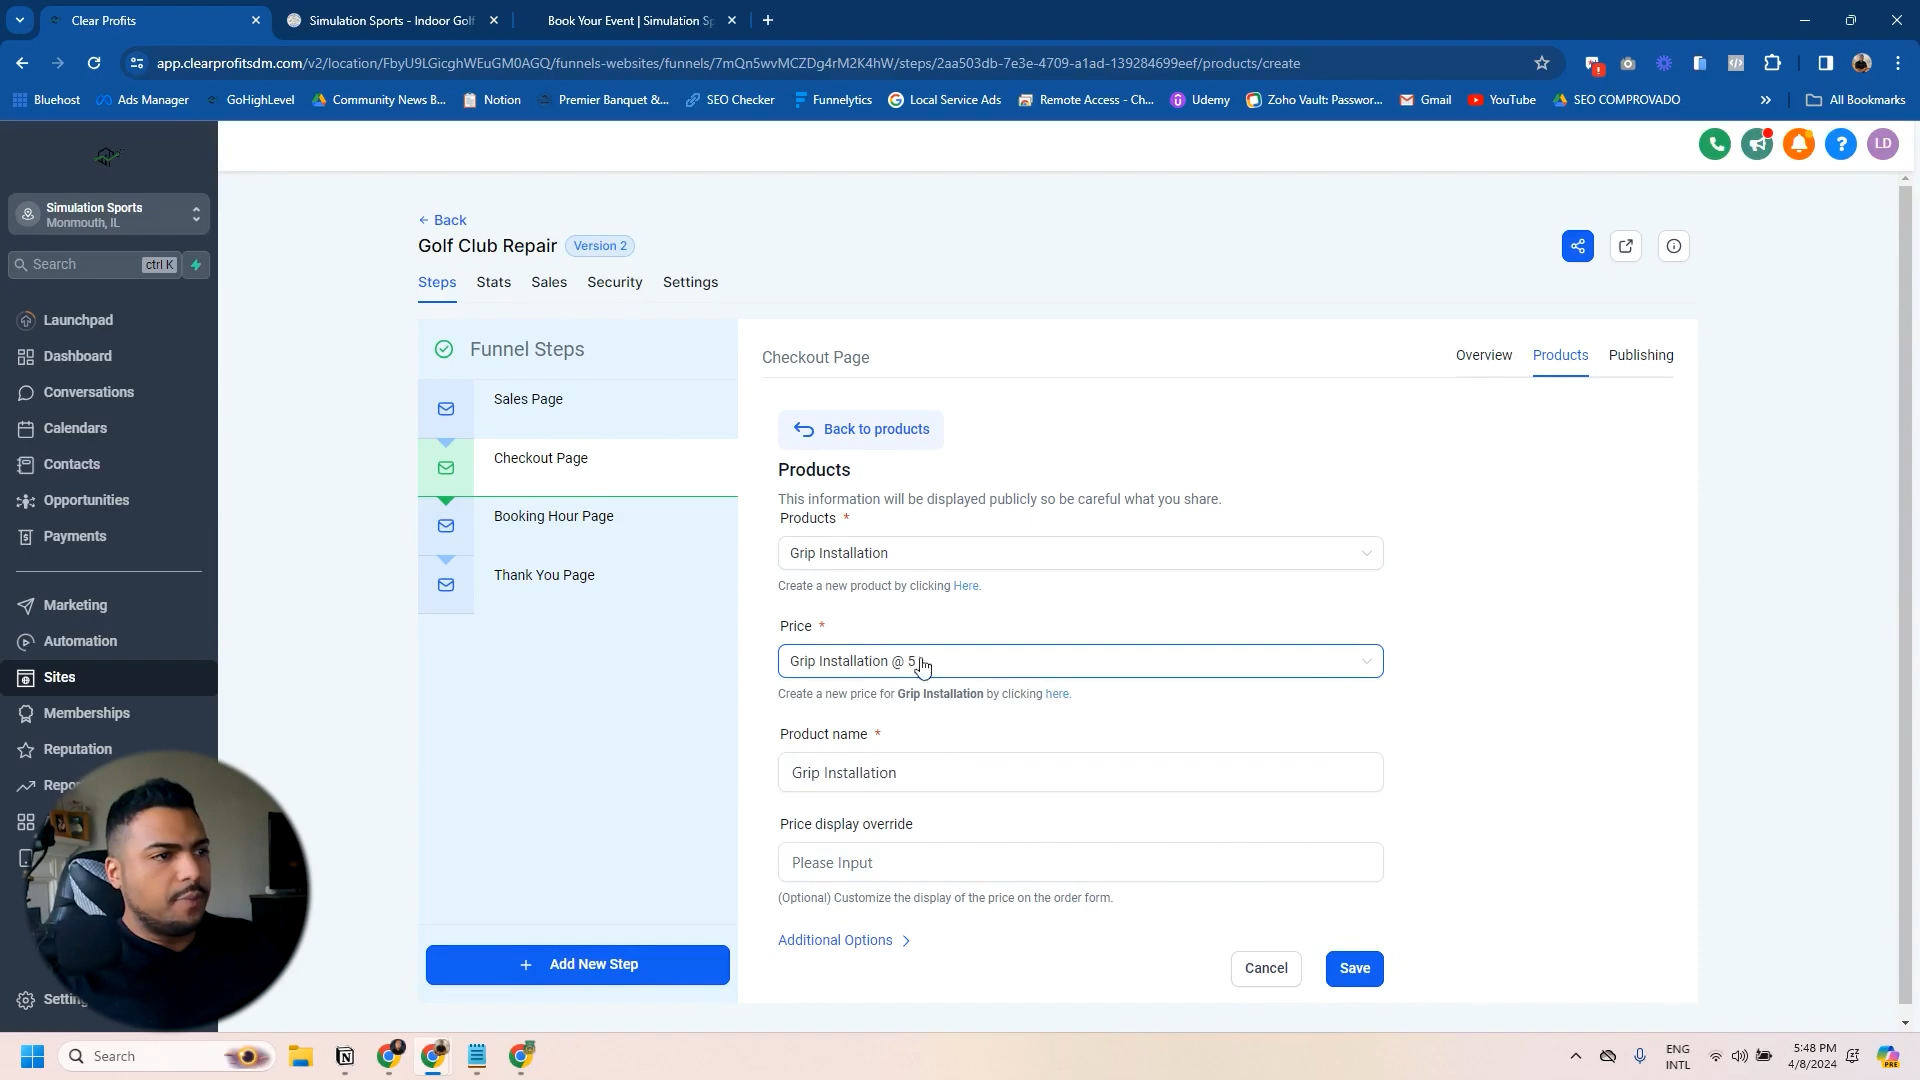 Clear Profits
Simulation Sports - Indoor Golf
Book Your Event | Simulation Sp
app.clearprofitsdm.com/v2/location/FbyU9LGicghWEuGM0AGQ/funnels-websites/funnels/7mQn5wvMCZDg4rM2K4hW/steps/2aa503db-7e3e-4709-a1ad-139284699eef/products/create
Bluehost
Ads Manager
GoHighLevel
Community News B...
Notion
Premier Banquet &...
SEO Checker
Funnelytics
Local Service Ads
Remote Access - Ch...
Udemy
Zoho Vault: Passwor...
Gmail
YouTube
SEO COMPROVADO
All Bookmarks
LD
Simulation Sports
Monmouth, IL
Search
ctrl K
Launchpad
Dashboard
Conversations
Calendars
Contacts
Opportunities
Payments
Marketing
Automation
Sites
Memberships
Reputation
Repo
Setting
← Back
Golf Club Repair
Version 2
Steps
Stats
Sales
Security
Settings
Funnel Steps
Sales Page
Checkout Page
Booking Hour Page
Thank You Page
+ Add New Step
Checkout Page
Overview
Products
Publishing
Back to products
Products
This information will be displayed publicly so be careful what you share.
Products *
Grip Installation
Create a new product by clicking Here.
Price *
Grip Installation @ 5
Create a new price for Grip Installation by clicking here.
Product name *
Grip Installation
Price display override
Please Input
(Optional) Customize the display of the price on the order form.
Additional Options
Cancel
Save
Search
ENG
INTL
5:48 PM
4/8/2024
PRE